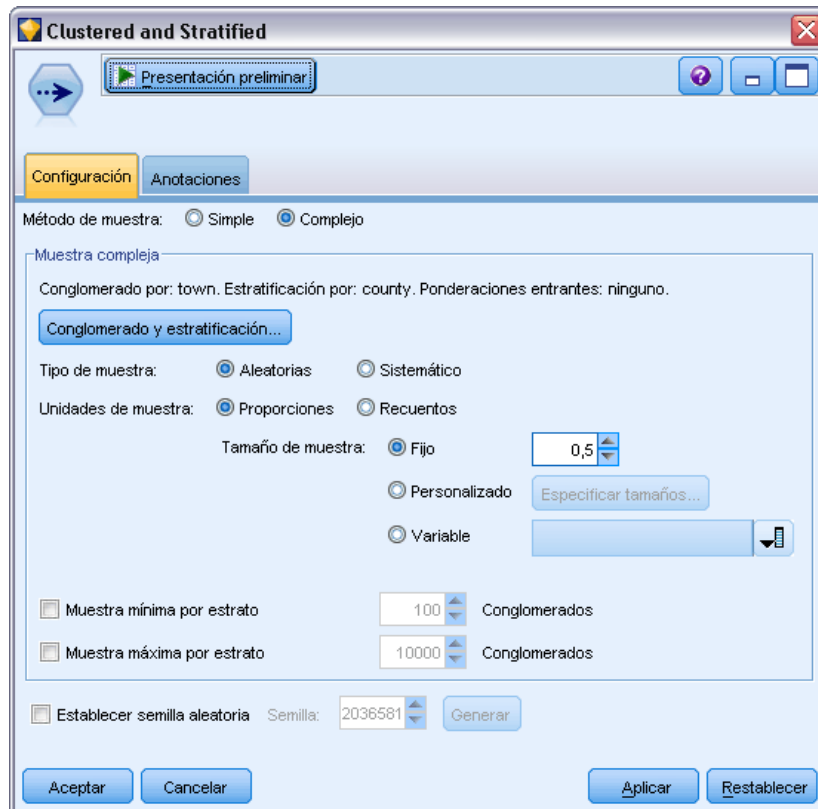 Clustered and Stratified
Presentación preliminar
Configuración Anotaciones
Método de muestra: Simple Complejo
Muestra compleja
Conglomerado por: town. Estratificación por: county. Ponderaciones entrantes: ninguno.
Conglomerado y estratificación...
Tipo de muestra: Aleatorias Sistemático
Unidades de muestra: Proporciones Recuentos
Tamaño de muestra: Fijo 0,5
Personalizado Especificar tamaños...
Variable
Muestra mínima por estrato 100 Conglomerados
Muestra máxima por estrato 10000 Conglomerados
Establecer semilla aleatoria Semilla: 2036581 Generar
Aceptar Cancelar Aplicar Restablecer